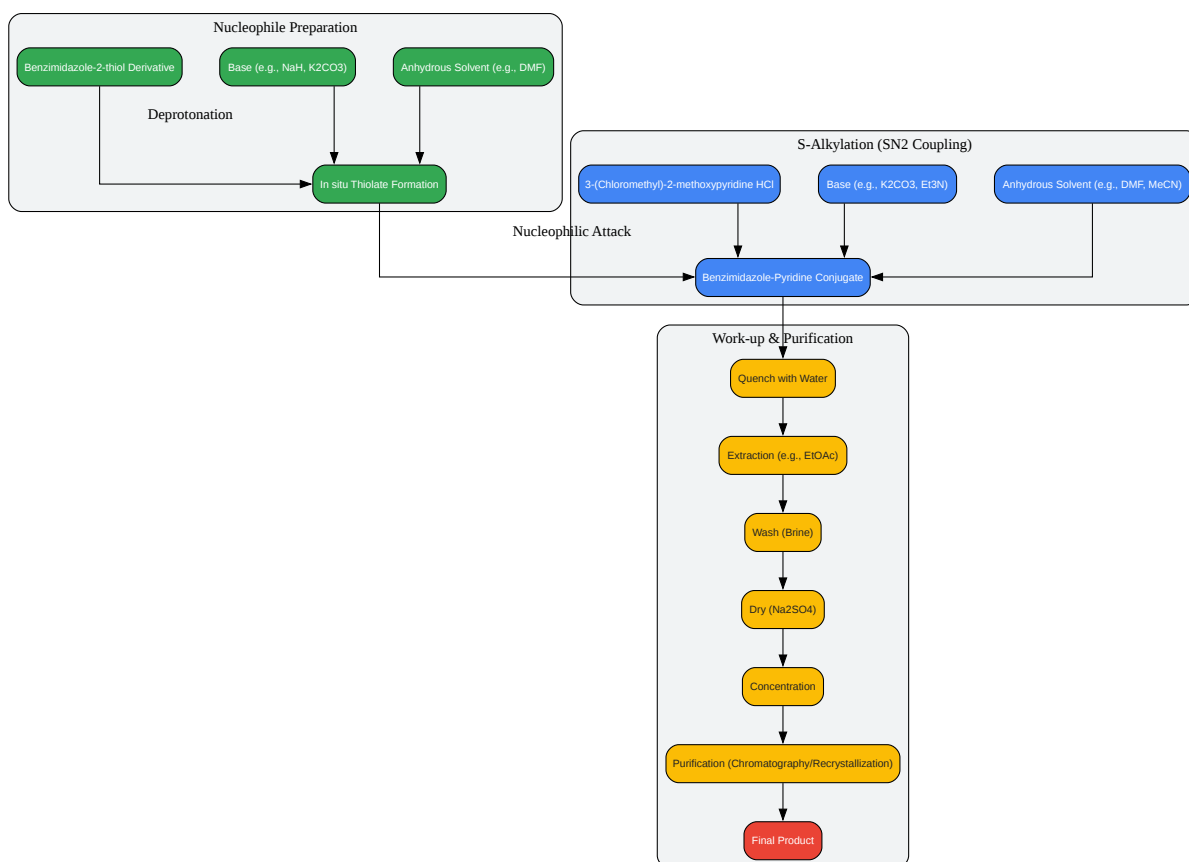 Nucleophile Preparation
Benzimidazole-2-thiol Derivative
Base (e.g., NaH, K2CO3)
Anhydrous Solvent (e.g., DMF)
Deprotonation
In situ Thiolate Formation
S-Alkylation (SN2 Coupling)
3-(Chloromethyl)-2-methoxypyridine HCl
Base (e.g., K2CO3, Et3N)
Anhydrous Solvent (e.g., DMF, MeCN)
Nucleophilic Attack
Benzimidazole-Pyridine Conjugate
Work-up & Purification
Quench with Water
Extraction (e.g., EtOAc)
Wash (Brine)
Dry (Na2SO4)
Concentration
Purification (Chromatography/Recrystallization)
Final Product